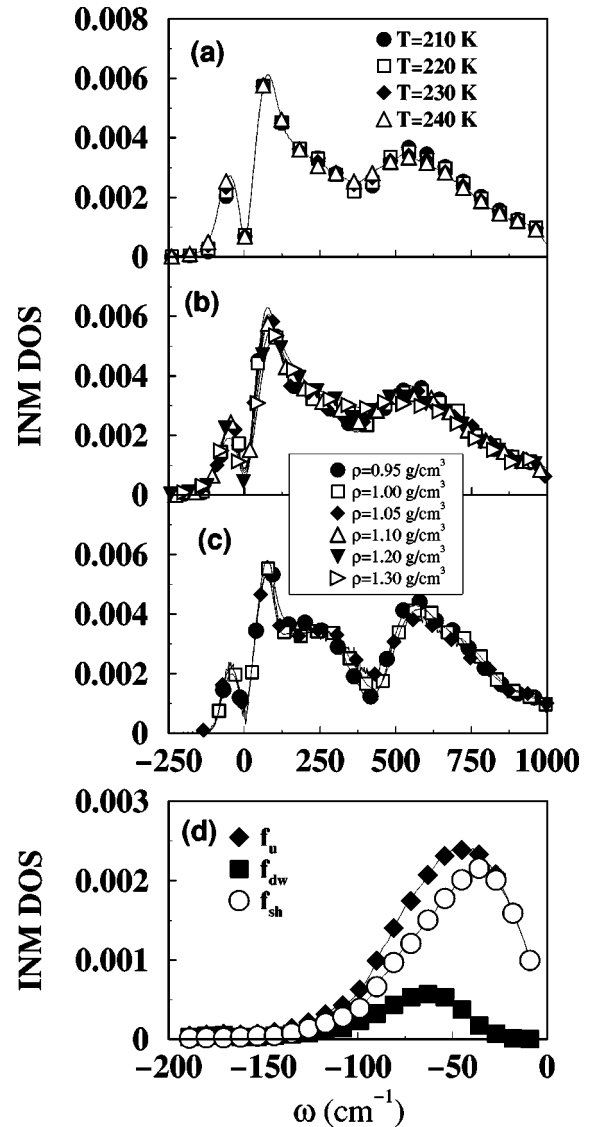 0.008
(a)
T=210 K
T=220 K
T=230 K
T=240 K
0.006
0.004
0.002
0
INM DOS
(b)
0.006
0.004
0.002
0
ρ=0.95 g/cm³
ρ=1.00 g/cm³
ρ=1.05 g/cm³
ρ=1.10 g/cm³
ρ=1.20 g/cm³
ρ=1.30 g/cm³
(c)
0.006
0.004
0.002
0
−250 0 250 500 750 1000
0.003
(d)
f_u
f_dw
f_sh
0.002
0.001
0
INM DOS
−200 −150 −100 −50 0
ω (cm⁻¹)